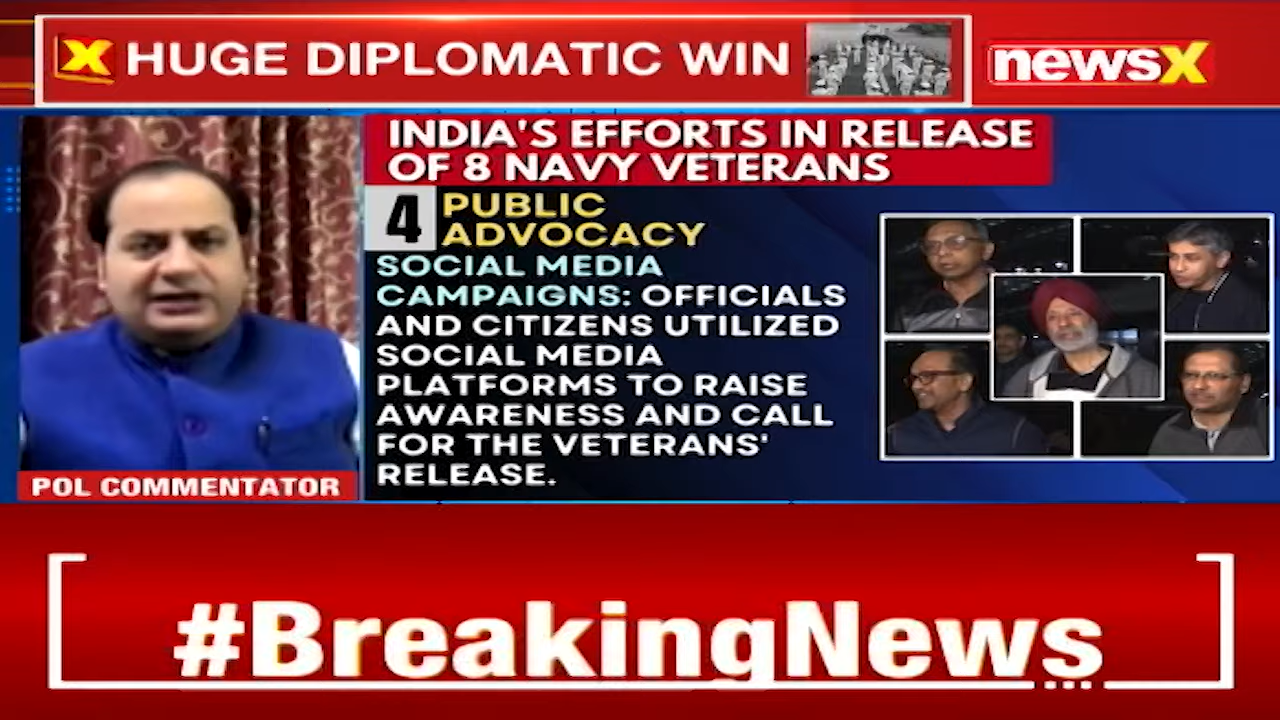 X HUGE DIPLOMATIC WIN
newsX
INDIA'S EFFORTS IN RELEASE
OF 8 NAVY VETERANS
4 PUBLIC
ADVOCACY
SOCIAL MEDIA
CAMPAIGNS: OFFICIALS
AND CITIZENS UTILIZED
SOCIAL MEDIA
PLATFORMS TO RAISE
AWARENESS AND CALL
FOR THE VETERANS'
RELEASE.
POL COMMENTATOR
#BreakingNews